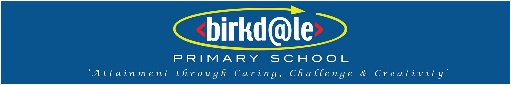 <birkd@le>
PRIMARY SCHOOL
'Attainment through Caring, Challenge & Creativity'